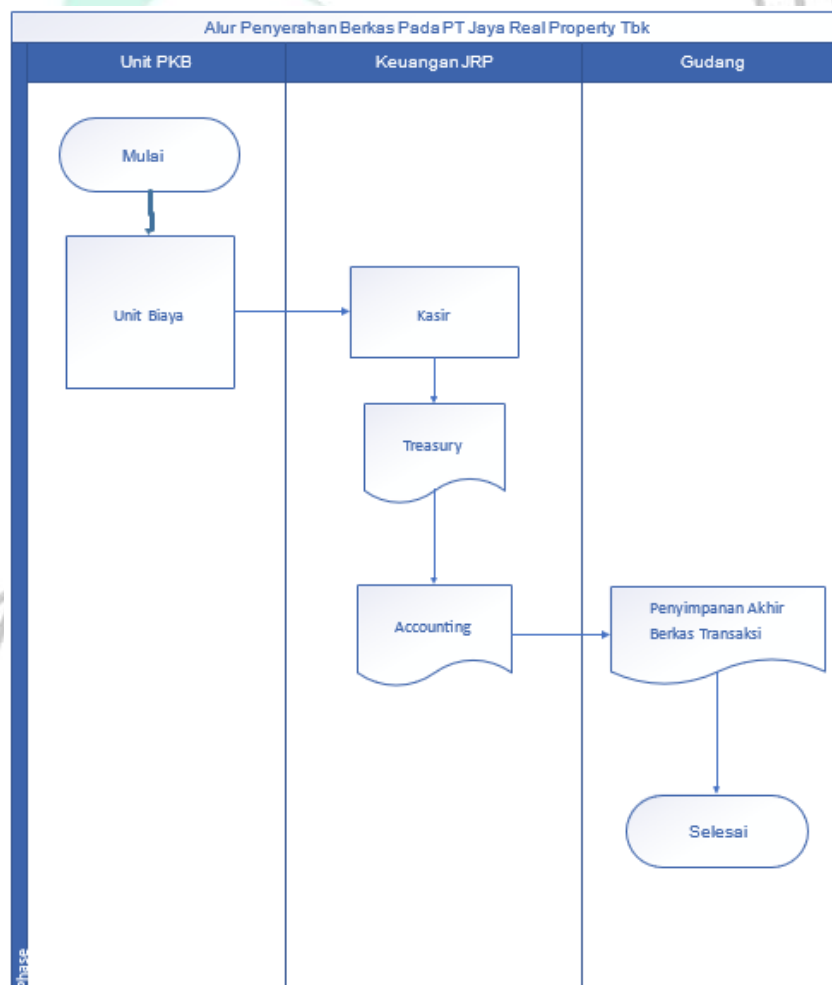 Alur Penyerahan Berkas Pada PT Jaya Real Property, Tbk
Unit PKB
Keuangan JRP
Gudang
Mulai
Unit Biaya
Kasir
Treasury
Accounting
Penyimpanan Akhir
Berkas Transaksi
Selesai
Phase